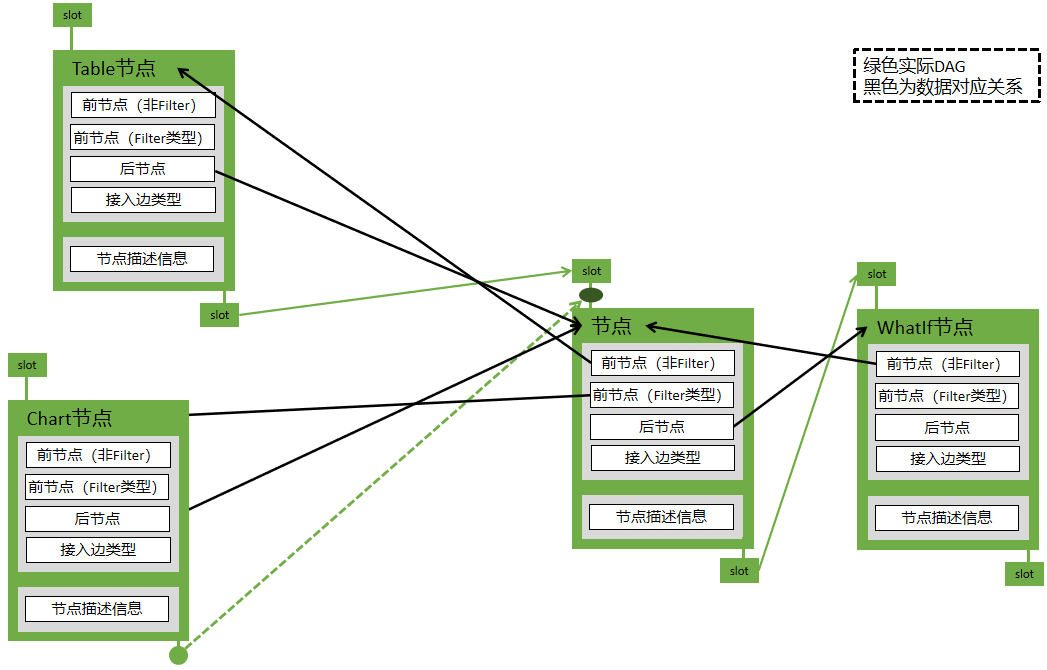 slot
Table节点
前节点（非Filter）
前节点（Filter类型）
后节点
接入边类型
节点描述信息
slot
绿色实际DAG
黑色为数据对应关系
slot
Chart节点
前节点（非Filter）
前节点（Filter类型）
后节点
接入边类型
节点描述信息
slot
节点
前节点（非Filter）
前节点（Filter类型）
后节点
接入边类型
节点描述信息
slot
slot
WhatIf节点
前节点（非Filter）
前节点（Filter类型）
后节点
接入边类型
节点描述信息
slot